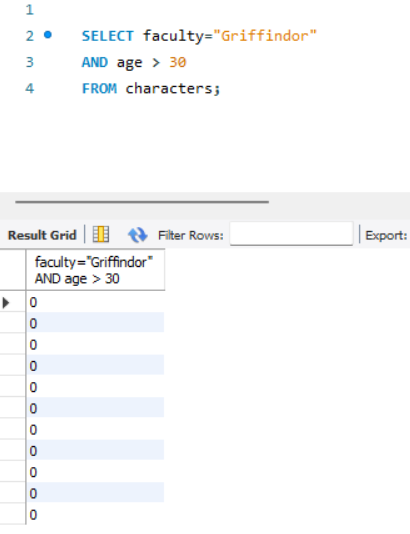 1
2 SELECT faculty="Griffindor"
3 AND age > 30
4 FROM characters;
Result Grid Filter Rows: Export:
faculty="Griffindor"
AND age > 30
0
0
0
0
0
0
0
0
0
0
0